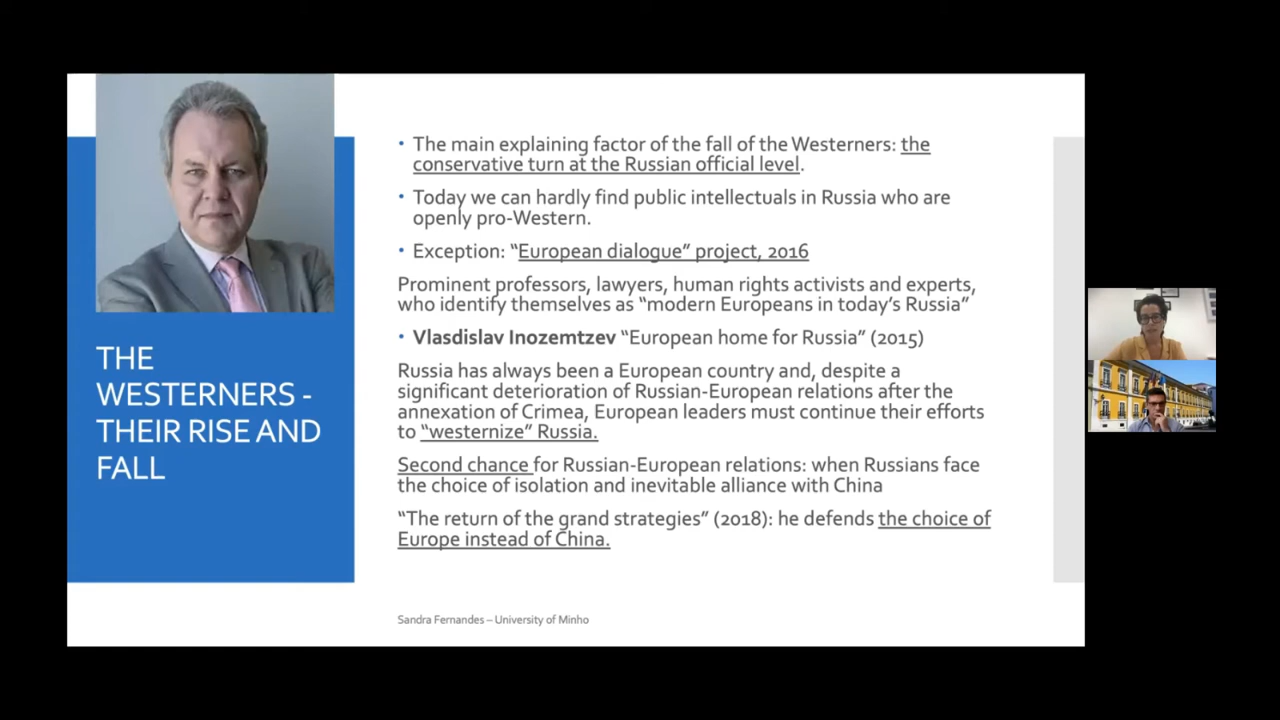 THE
WESTERNERS -
THEIR RISE AND
FALL
• The main explaining factor of the fall of the Westerners: the
conservative turn at the Russian official level.
• Today we can hardly find public intellectuals in Russia who are
openly pro-Western.
• Exception: “European dialogue” project, 2016
Prominent professors, lawyers, human rights activists and experts,
who identify themselves as “modern Europeans in today’s Russia”
• Vlasdislav Inozemtzev “European home for Russia” (2015)
Russia has always been a European country and, despite a
significant deterioration of Russian-European relations after the
annexation of Crimea, European leaders must continue their efforts
to “westernize” Russia.
Second chance for Russian-European relations: when Russians face
the choice of isolation and inevitable alliance with China
“The return of the grand strategies” (2018): he defends the choice of
Europe instead of China.
Sandra Fernandes – University of Minho